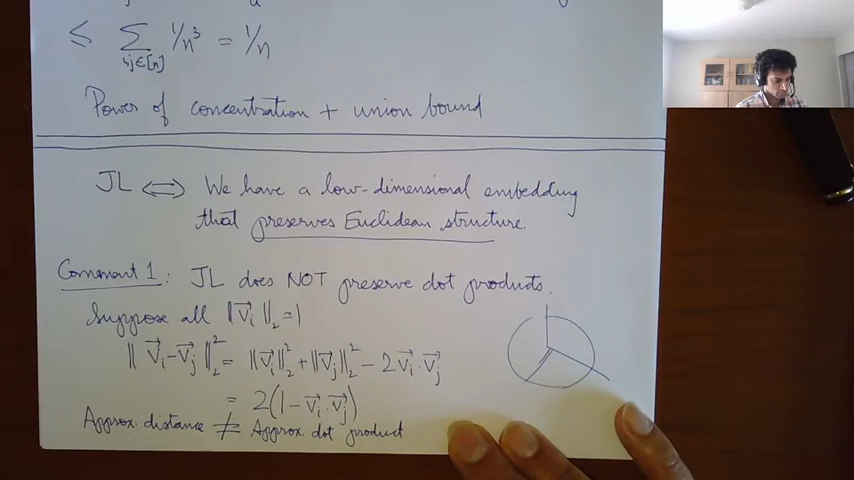 ≤ ∑ 1/n³ = 1/n
i,j∈[n]
Power of concentration + union bound
JL ⟺ We have a low-dimensional embedding
that preserves Euclidean structure.
Comment 1: JL does NOT preserve dot products.
Suppose all ‖v⃗ᵢ‖₂ = 1
‖v⃗ᵢ - v⃗ⱼ‖₂² = ‖v⃗ᵢ‖₂² + ‖v⃗ⱼ‖₂² - 2v⃗ᵢ·v⃗ⱼ
= 2(1 - v⃗ᵢ·v⃗ⱼ)
Approx. distance ≠ Approx. dot product